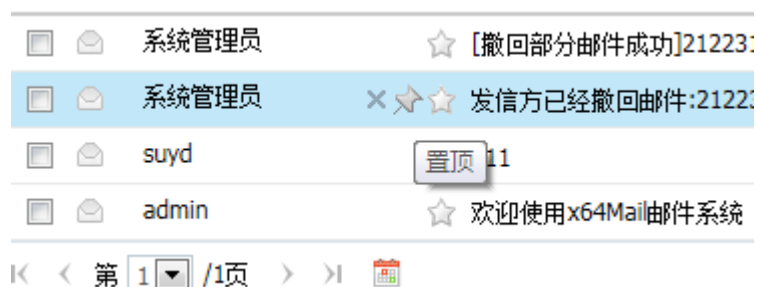 系统管理员 [撤回部分邮件成功]212231
系统管理员 发信方已经撤回邮件:21223
suyd 11
置顶
admin 欢迎使用x64Mail邮件系统
第 1 /1页